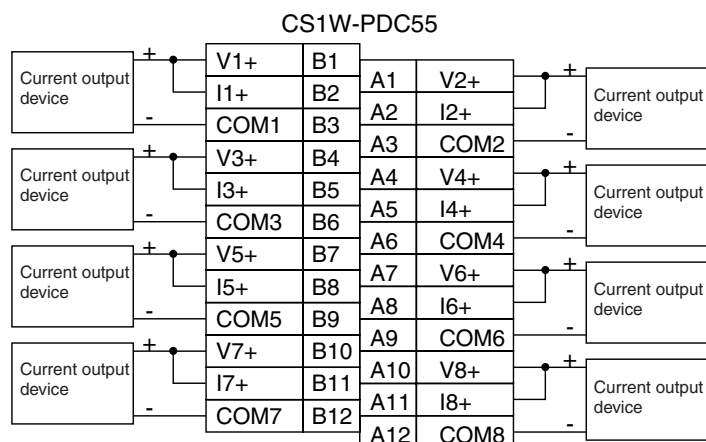 CS1W-PDC55
Current output
device
+
-
V1+ B1
I1+ B2
COM1 B3
Current output
device
+
-
V3+ B4
I3+ B5
COM3 B6
Current output
device
+
-
V5+ B7
I5+ B8
COM5 B9
Current output
device
+
-
V7+ B10
I7+ B11
COM7 B12
A1 V2+
A2 I2+
A3 COM2
+
-
Current output
device
A4 V4+
A5 I4+
A6 COM4
+
-
Current output
device
A7 V6+
A8 I6+
A9 COM6
+
-
Current output
device
A10 V8+
A11 I8+
A12 COM8
+
-
Current output
device